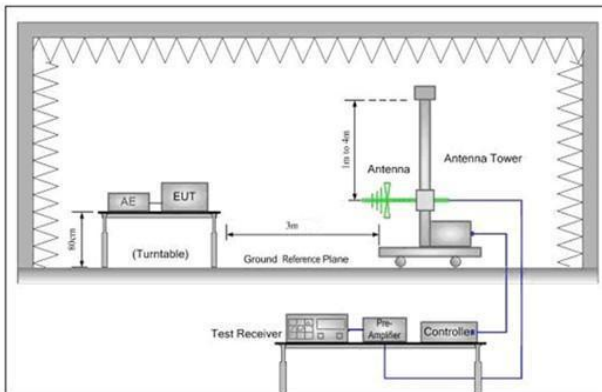 1m to 4m
Antenna
Antenna Tower
AE
EUT
80cm
(Turntable)
3m
Ground Reference Plane
Test Receiver
Pre-
Amplifier
Controller